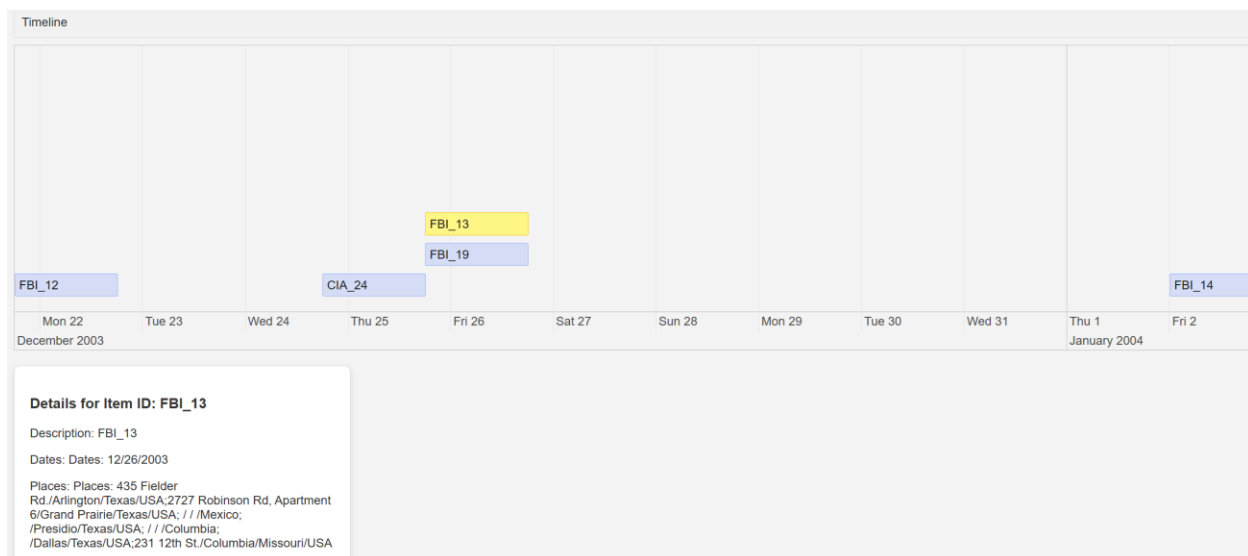 Timeline
FBI_13
FBI_19
FBI_12 CIA_24 FBI_14
Mon 22 Tue 23 Wed 24 Thu 25 Fri 26 Sat 27 Sun 28 Mon 29 Tue 30 Wed 31 Thu 1 Fri 2
December 2003 January 2004
Details for Item ID: FBI_13
Description: FBI_13
Dates: Dates: 12/26/2003
Places: Places: 435 Fielder
Rd./Arlington/Texas/USA;2727 Robinson Rd, Apartment
6/Grand Prairie/Texas/USA; / / /Mexico;
/Presidio/Texas/USA; / / /Columbia;
/Dallas/Texas/USA;231 12th St./Columbia/Missouri/USA